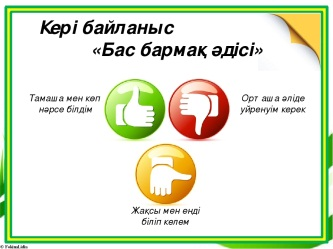 Кері байланыс
«Бас бармақ әдісі»
Тамаша мен көп
нәрсе білдім
Орташа әліде
үйренуім керек
Жақсы мен енді
біліп келем